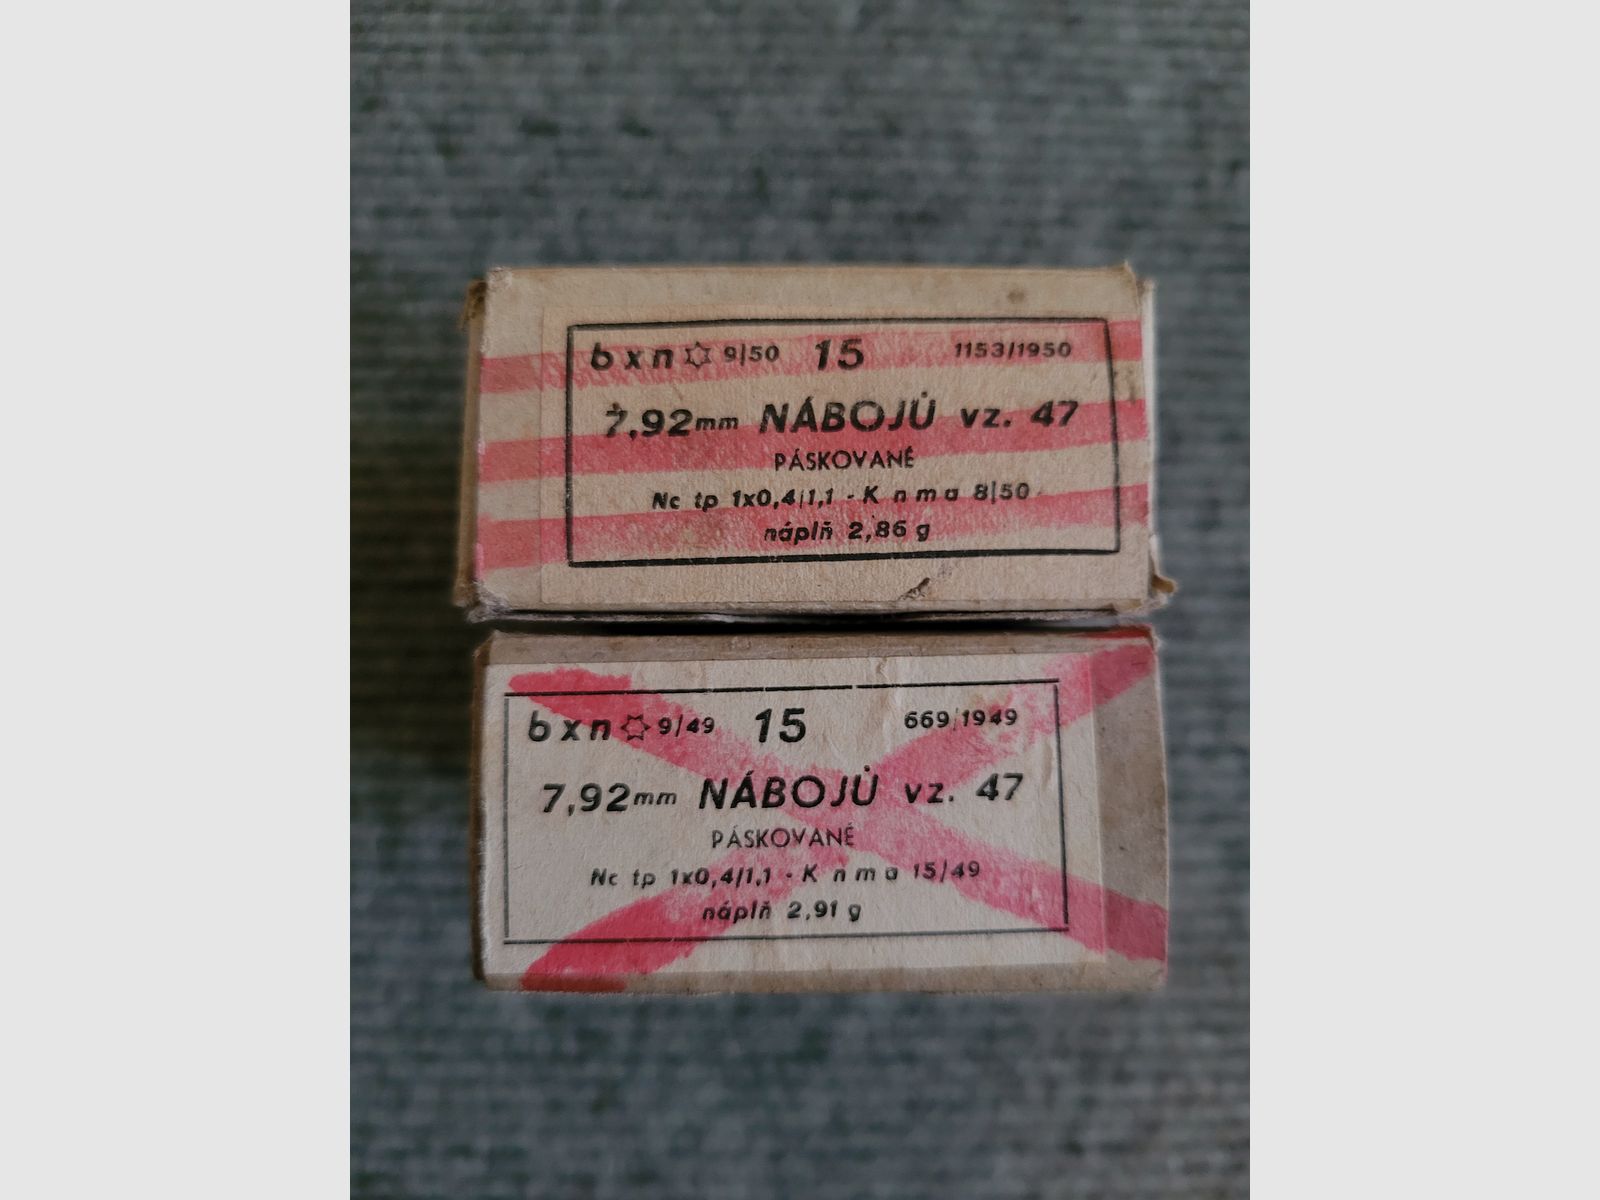 bxn ✡ 9/50 15 1153/1950
7,92mm NÁBOJŮ vz. 47
PÁSKOVANÉ
Nc tp 1x0,4/1,1 - K n m a 8/50
náplň 2,86 g
bxn ✡ 9/49 15 669/1949
7,92mm NÁBOJŮ vz. 47
PÁSKOVANÉ
Nc tp 1x0,4/1,1 - K n m a 15/49
náplň 2,91 g